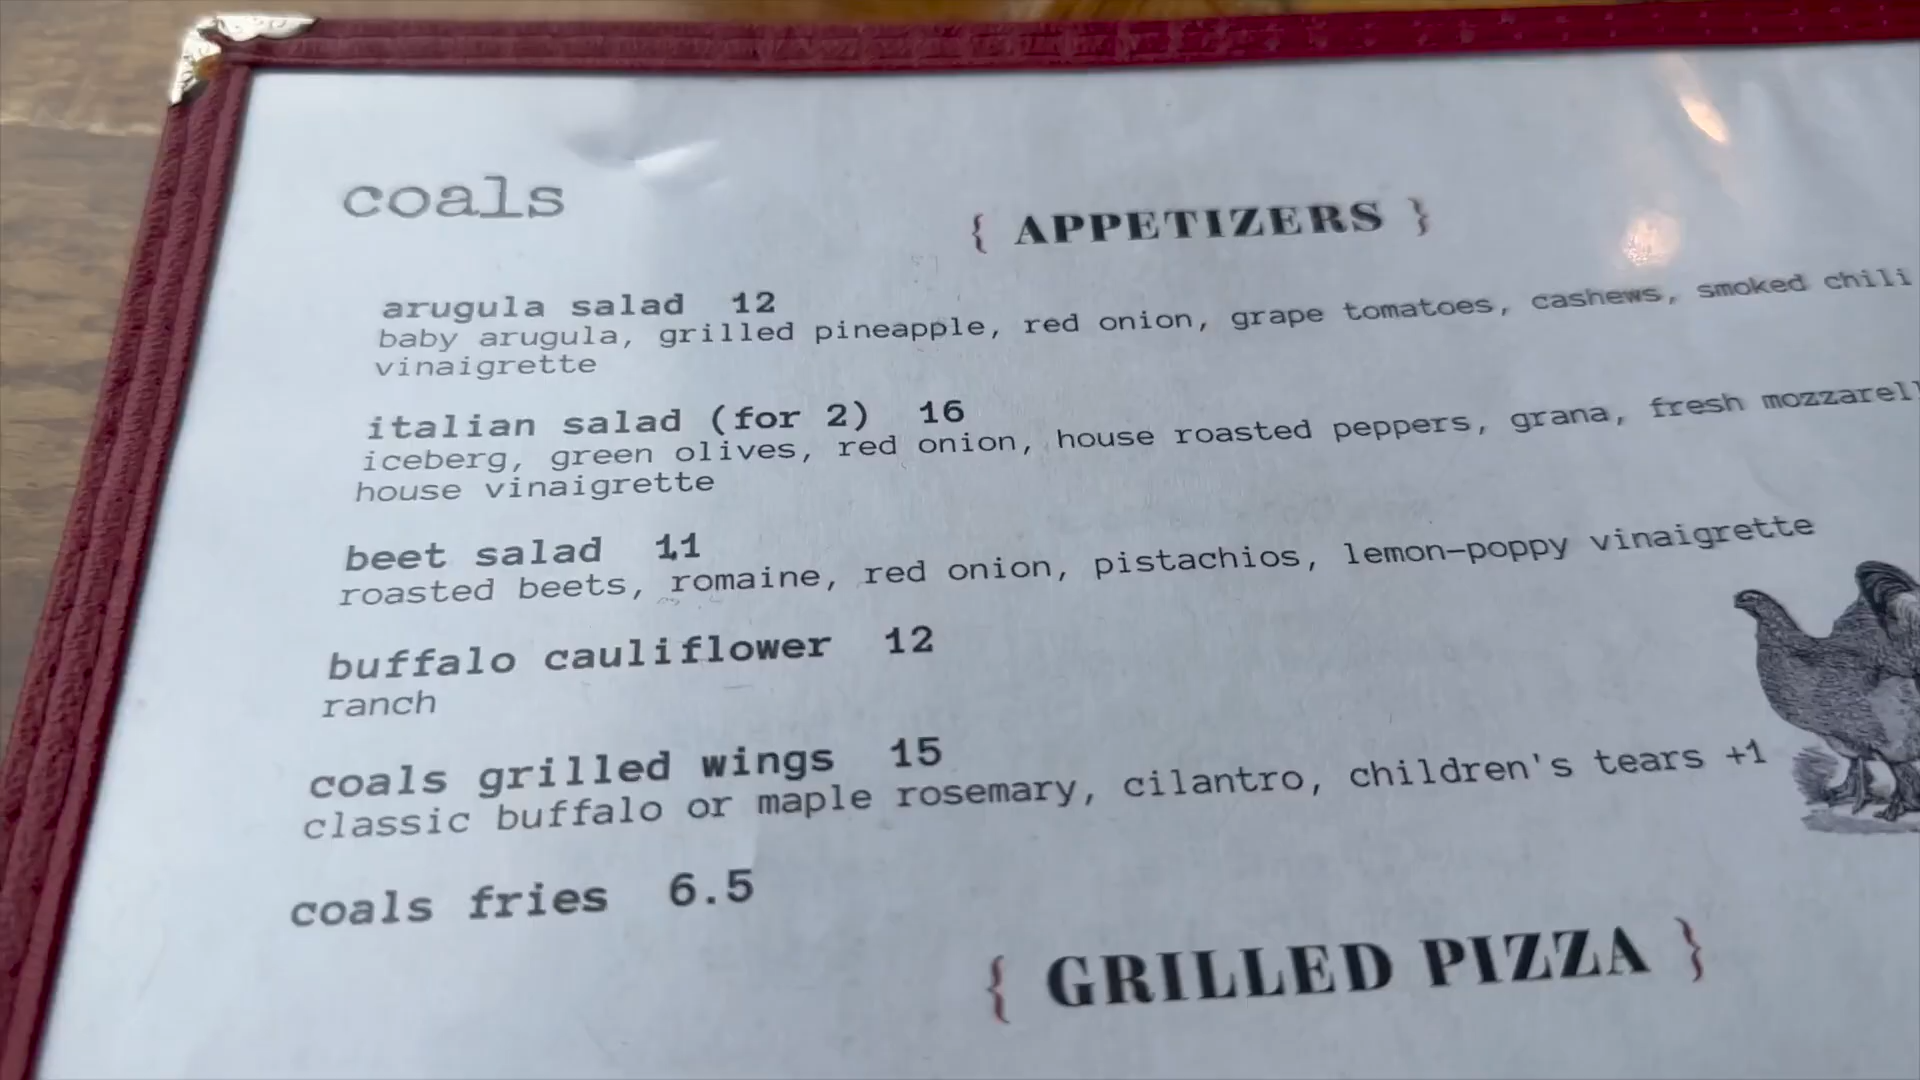 coals
{ APPETIZERS }
arugula salad 12
baby arugula, grilled pineapple, red onion, grape tomatoes, cashews, smoked chili
vinaigrette
italian salad (for 2) 16
iceberg, green olives, red onion, house roasted peppers, grana, fresh
house vinaigrette
beet salad 11
roasted beets, romaine, red onion, pistachios, lemon-poppy vinaigrette
buffalo cauliflower 12
ranch
coals grilled wings 15
classic buffalo or maple rosemary, cilantro, children's tears +1
coals fries 6.5
{ GRILLED PIZZA }